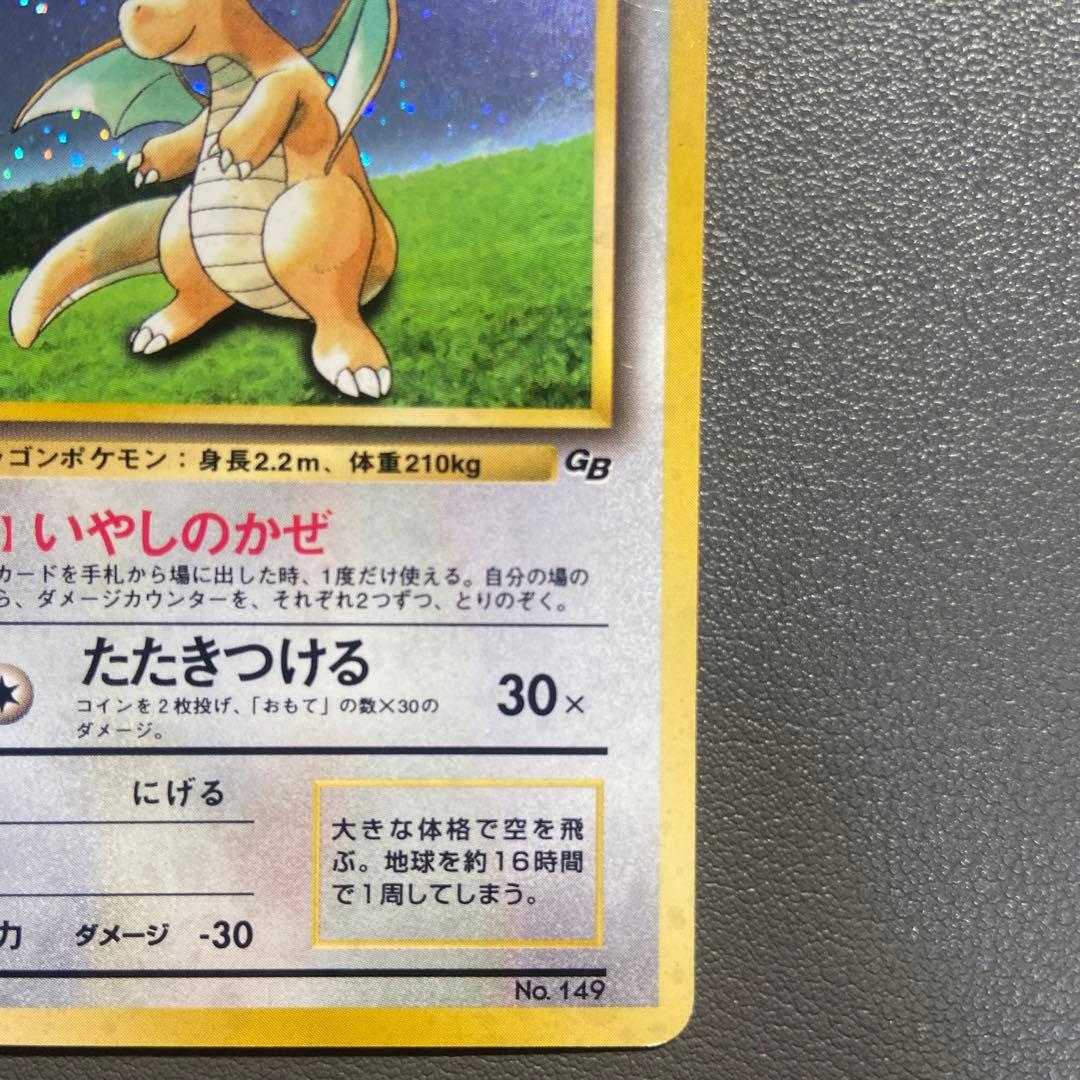 ラゴンポケモン：身長2.2m、体重210kg
GB
】いやしのかぜ
カードを手札から場に出した時、1度だけ使える。自分の場の
ら、ダメージカウンターを、それぞれ2つずつ、とりのぞく。
たたきつける
30×
コインを2枚投げ、「おもて」の数×30の
ダメージ。
にげる
大きな体格で空を飛
ぶ。地球を約16時間
で1周してしまう。
力 ダメージ -30
No. 149